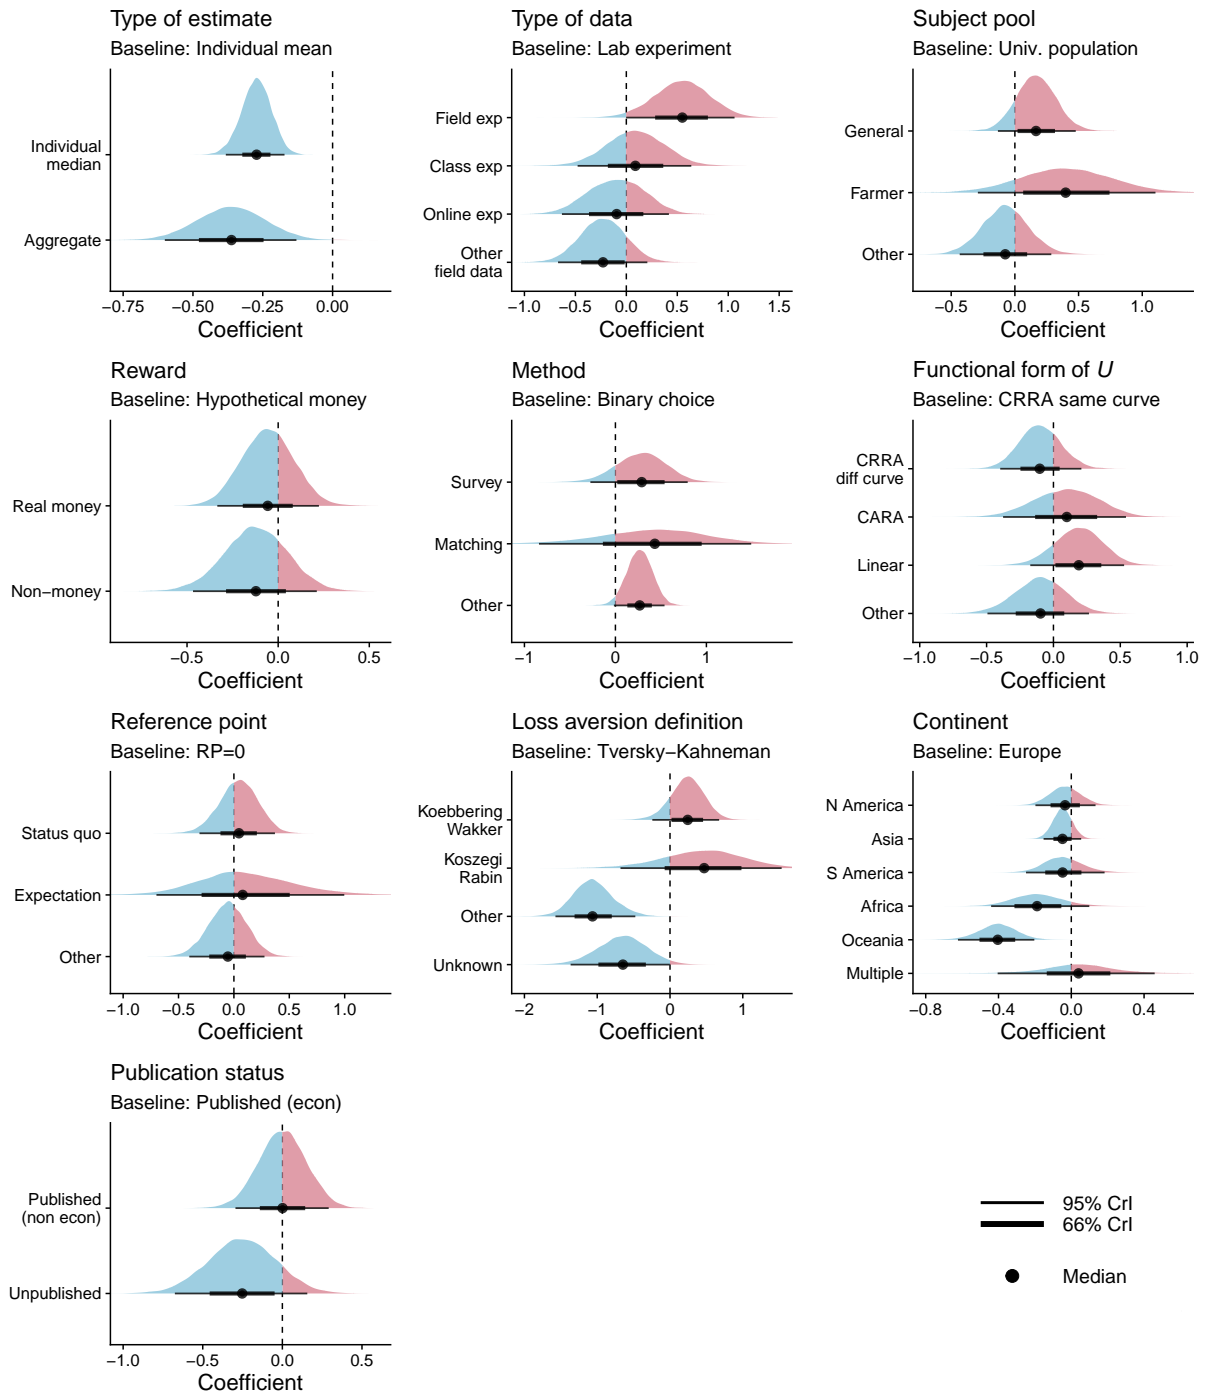 Type of estimate
Baseline: Individual mean
Individual
median
Aggregate
−0.75 −0.50 −0.25 0.00
Coefficient
Type of data
Baseline: Lab experiment
Field exp
Class exp
Online exp
Other
field data
−1.0 −0.5 0.0 0.5 1.0 1.5
Coefficient
Subject pool
Baseline: Univ. population
General
Farmer
Other
−0.5 0.0 0.5 1.0
Coefficient
Reward
Baseline: Hypothetical money
Real money
Non−money
−0.5 0.0 0.5
Coefficient
Method
Baseline: Binary choice
Survey
Matching
Other
−1 0 1
Coefficient
Functional form of U
Baseline: CRRA same curve
CRRA
diff curve
CARA
Linear
Other
−1.0 −0.5 0.0 0.5 1.0
Coefficient
Reference point
Baseline: RP=0
Status quo
Expectation
Other
−1.0 −0.5 0.0 0.5 1.0
Coefficient
Loss aversion definition
Baseline: Tversky−Kahneman
Koebbering
Wakker
Koszegi
Rabin
Other
Unknown
−2 −1 0 1
Coefficient
Continent
Baseline: Europe
N America
Asia
S America
Africa
Oceania
Multiple
−0.8 −0.4 0.0 0.4
Coefficient
Publication status
Baseline: Published (econ)
Published
(non econ)
Unpublished
−1.0 −0.5 0.0 0.5
Coefficient
95% CrI
66% CrI
Median